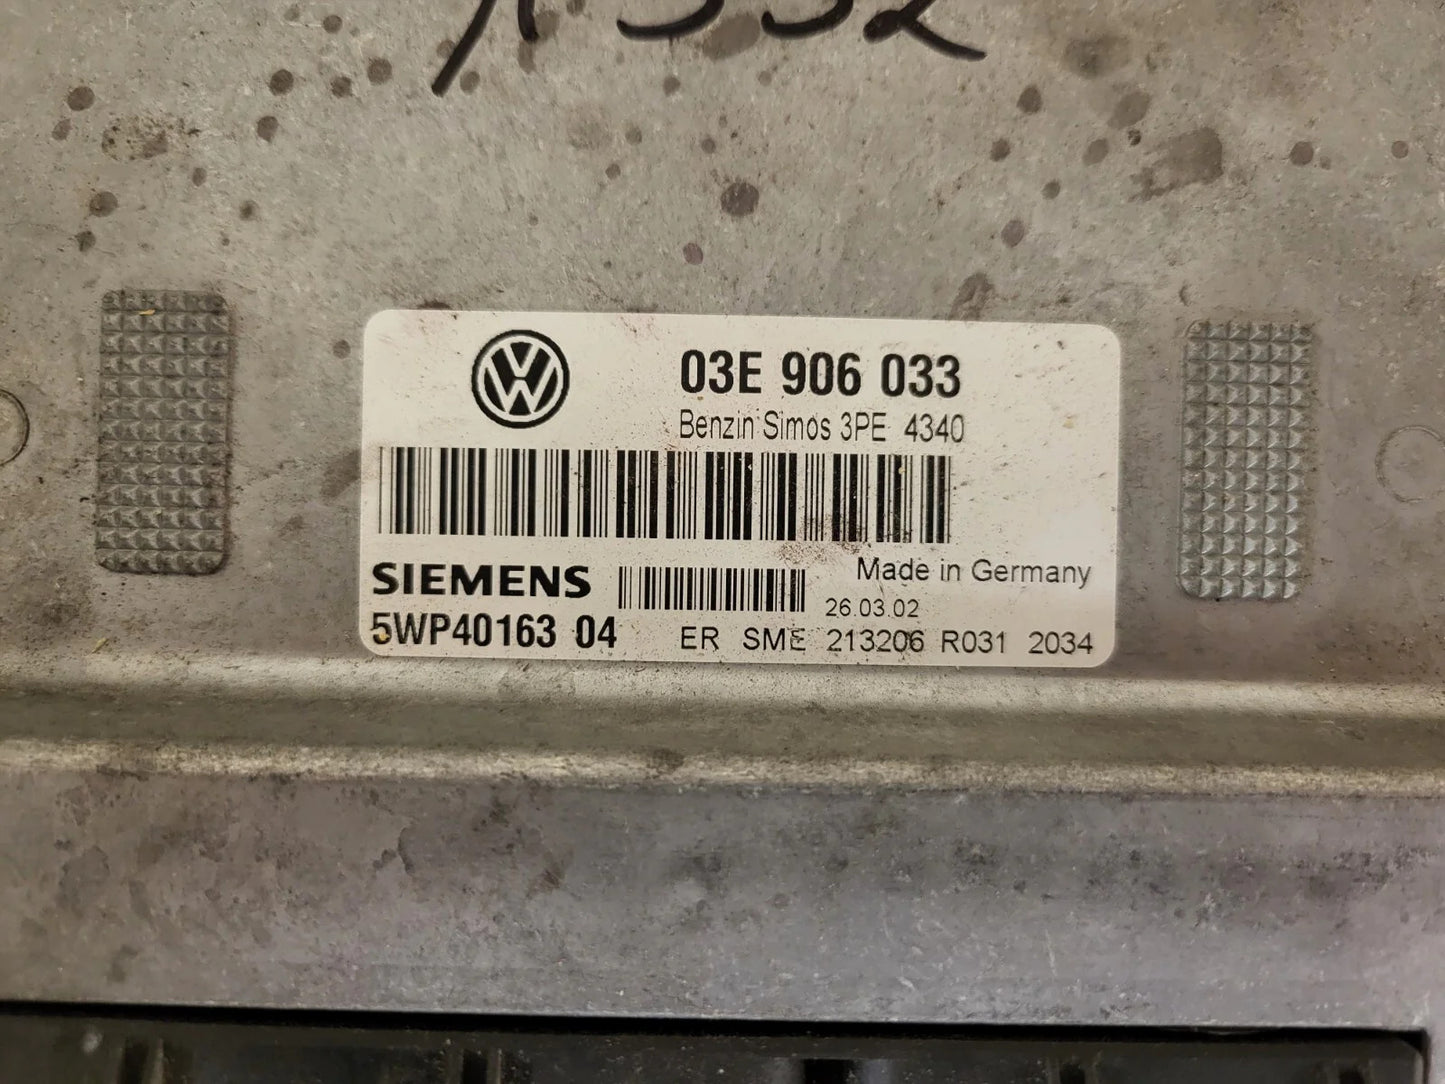 03E 906 033
Benzin Simos 3PE 4340
SIEMENS
Made in Germany
26.03.02
5WP40163 04 ER SME 213206 R031 2034